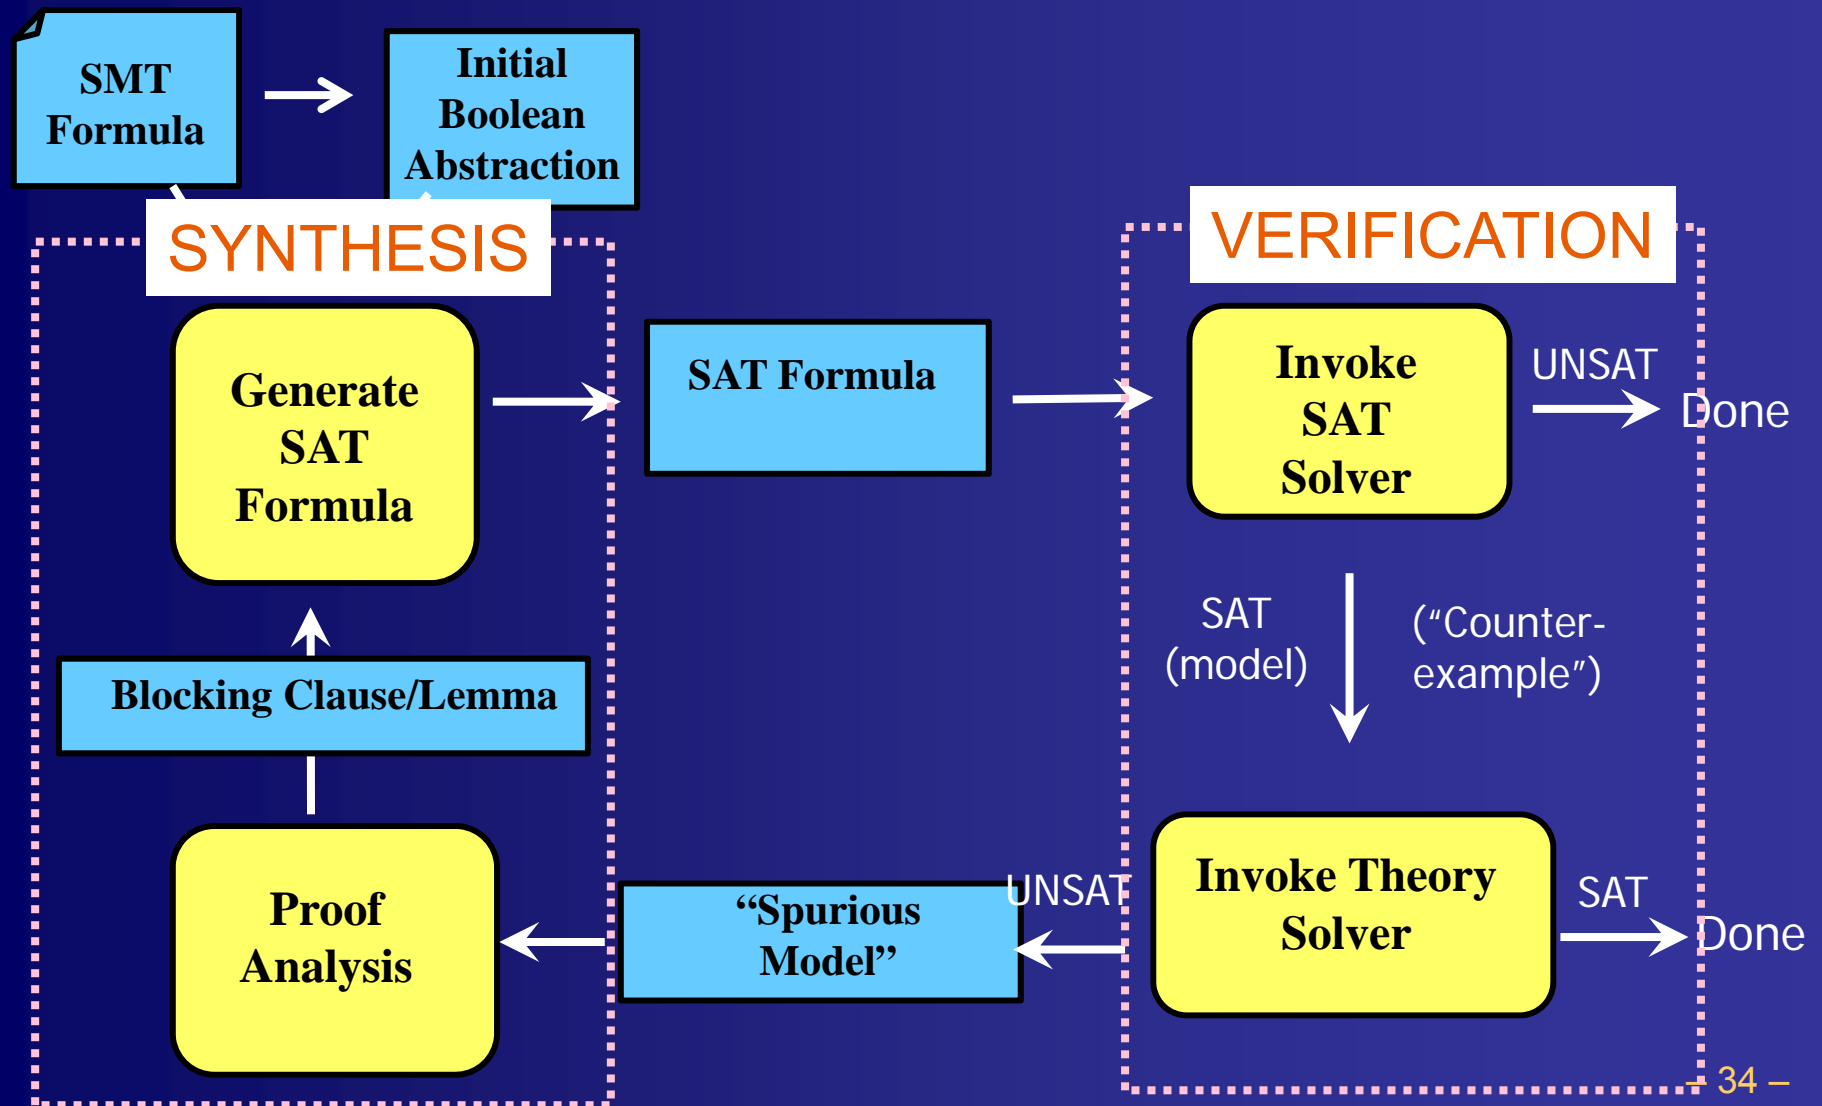 SMT
Formula
Initial
Boolean
Abstraction
SYNTHESIS
VERIFICATION
Generate
SAT
Formula
SAT Formula
Invoke
SAT
Solver
UNSAT
Done
SAT
(model)
("Counter-
example")
Blocking Clause/Lemma
Proof
Analysis
“Spurious
Model”
UNSAT
Invoke Theory
Solver
SAT
Done
– 34 –